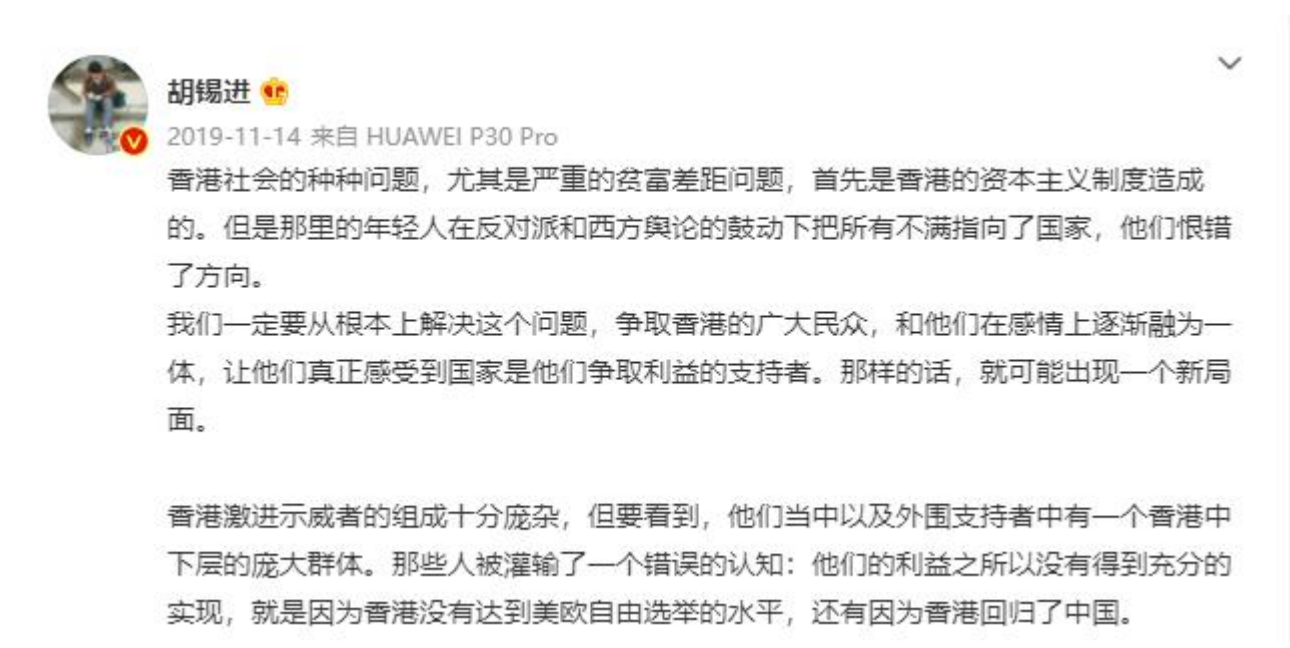 胡锡进
2019-11-14 来自 HUAWEI P30 Pro
香港社会的种种问题，尤其是严重的贫富差距问题，首先是香港的资本主义制度造成
的。但是那里的年轻人在反对派和西方舆论的鼓动下把所有不满指向了国家，他们恨错
了方向。
我们一定要从根本上解决这个问题，争取香港的广大民众，和他们在感情上逐渐融为一
体，让他们真正感受到国家是他们争取利益的支持者。那样的话，就可能出现一个新局
面。
香港激进示威者的组成十分庞杂，但要看到，他们当中以及外围支持者中有一个香港中
下层的庞大群体。那些人被灌输了一个错误的认知：他们的利益之所以没有得到充分的
实现，就是因为香港没有达到美欧自由选举的水平，还有因为香港回归了中国。